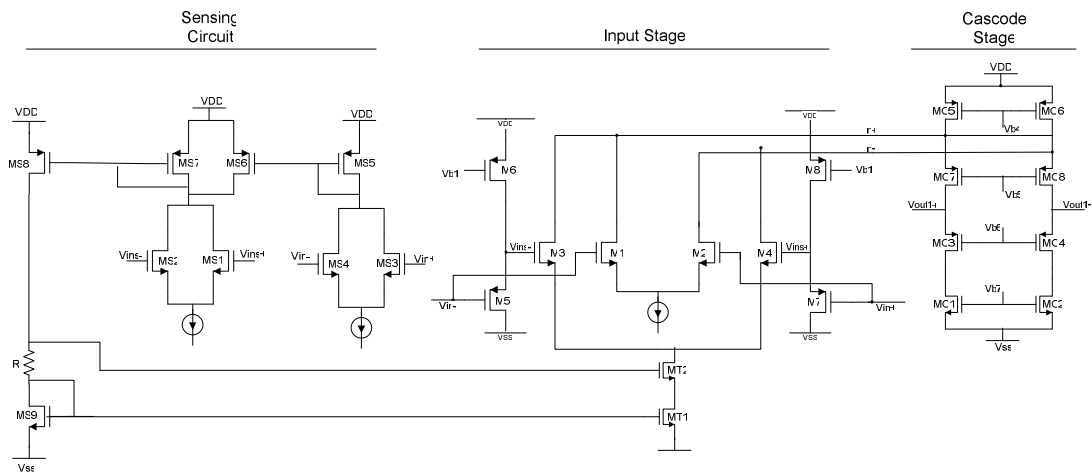 Sensing
Circuit
Input Stage
Cascode
Stage
VDD
VDD
VDD
VDD
VDD
VDD
MC5
MC6
Vb4
MS8
MS7
MS6
MS5
M6
Vb1
M8
Vb1
MC7
MC8
Vb5
Vout1+
Vout1-
Vins-
MS2
MS1
Vins+
Vin-
MS4
MS3
Vin+
Vins-
M3
M1
M2
M4
Vins+
Vb6
MC3
MC4
Vin-
M5
M7
Vin+
Vb7
MC1
MC2
VSS
VSS
Vss
R
MT2
MS9
MT1
Vss